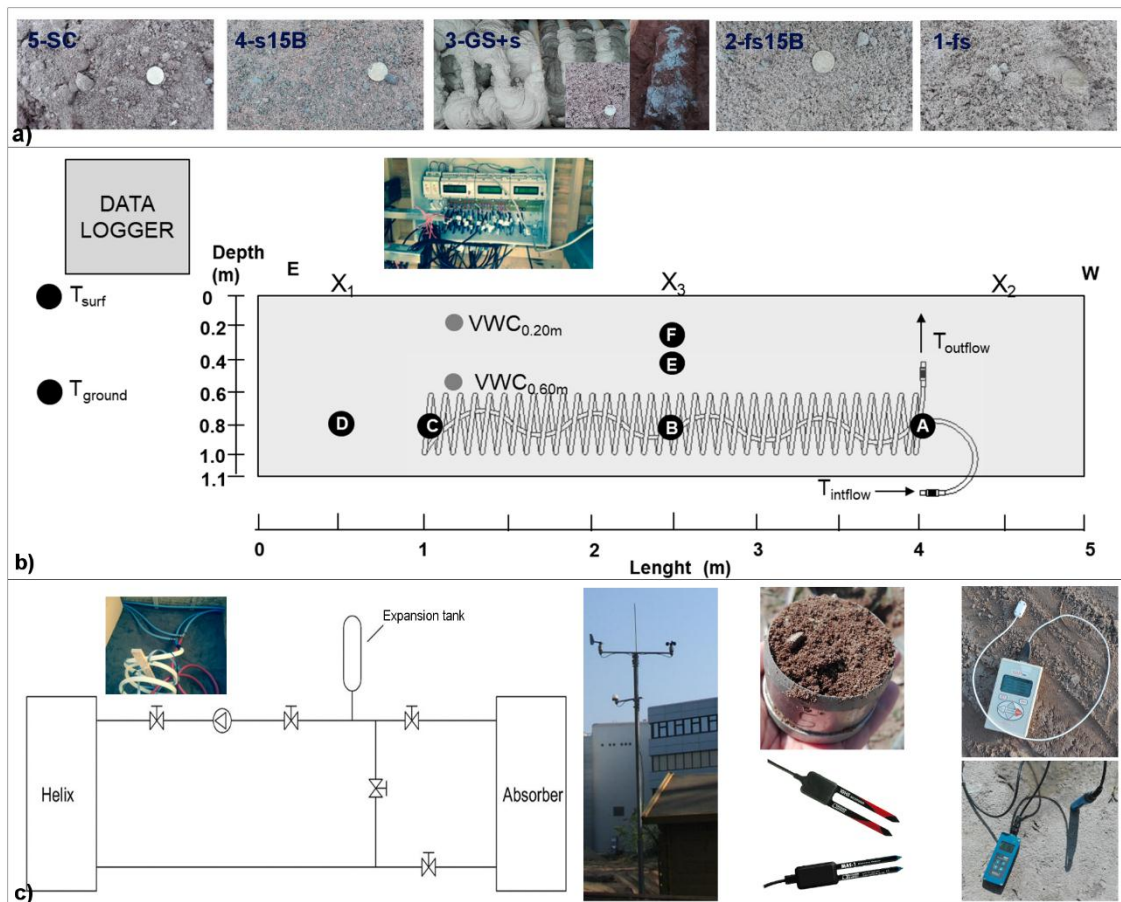 5-SC
4-s15B
3-GS+s
2-fs15B
1-fs
a)
DATA
LOGGER
Depth
(m)
E
X1
X3
X2
W
Tsurf
Tground
0
0.2
0.4
0.6
0.8
1.0
1.1
VWC0.20m
VWC0.60m
F
E
D
C
B
A
Toutflow
Tintflow
0
1
2
3
4
5
Lenght (m)
b)
Expansion tank
Helix
Absorber
c)